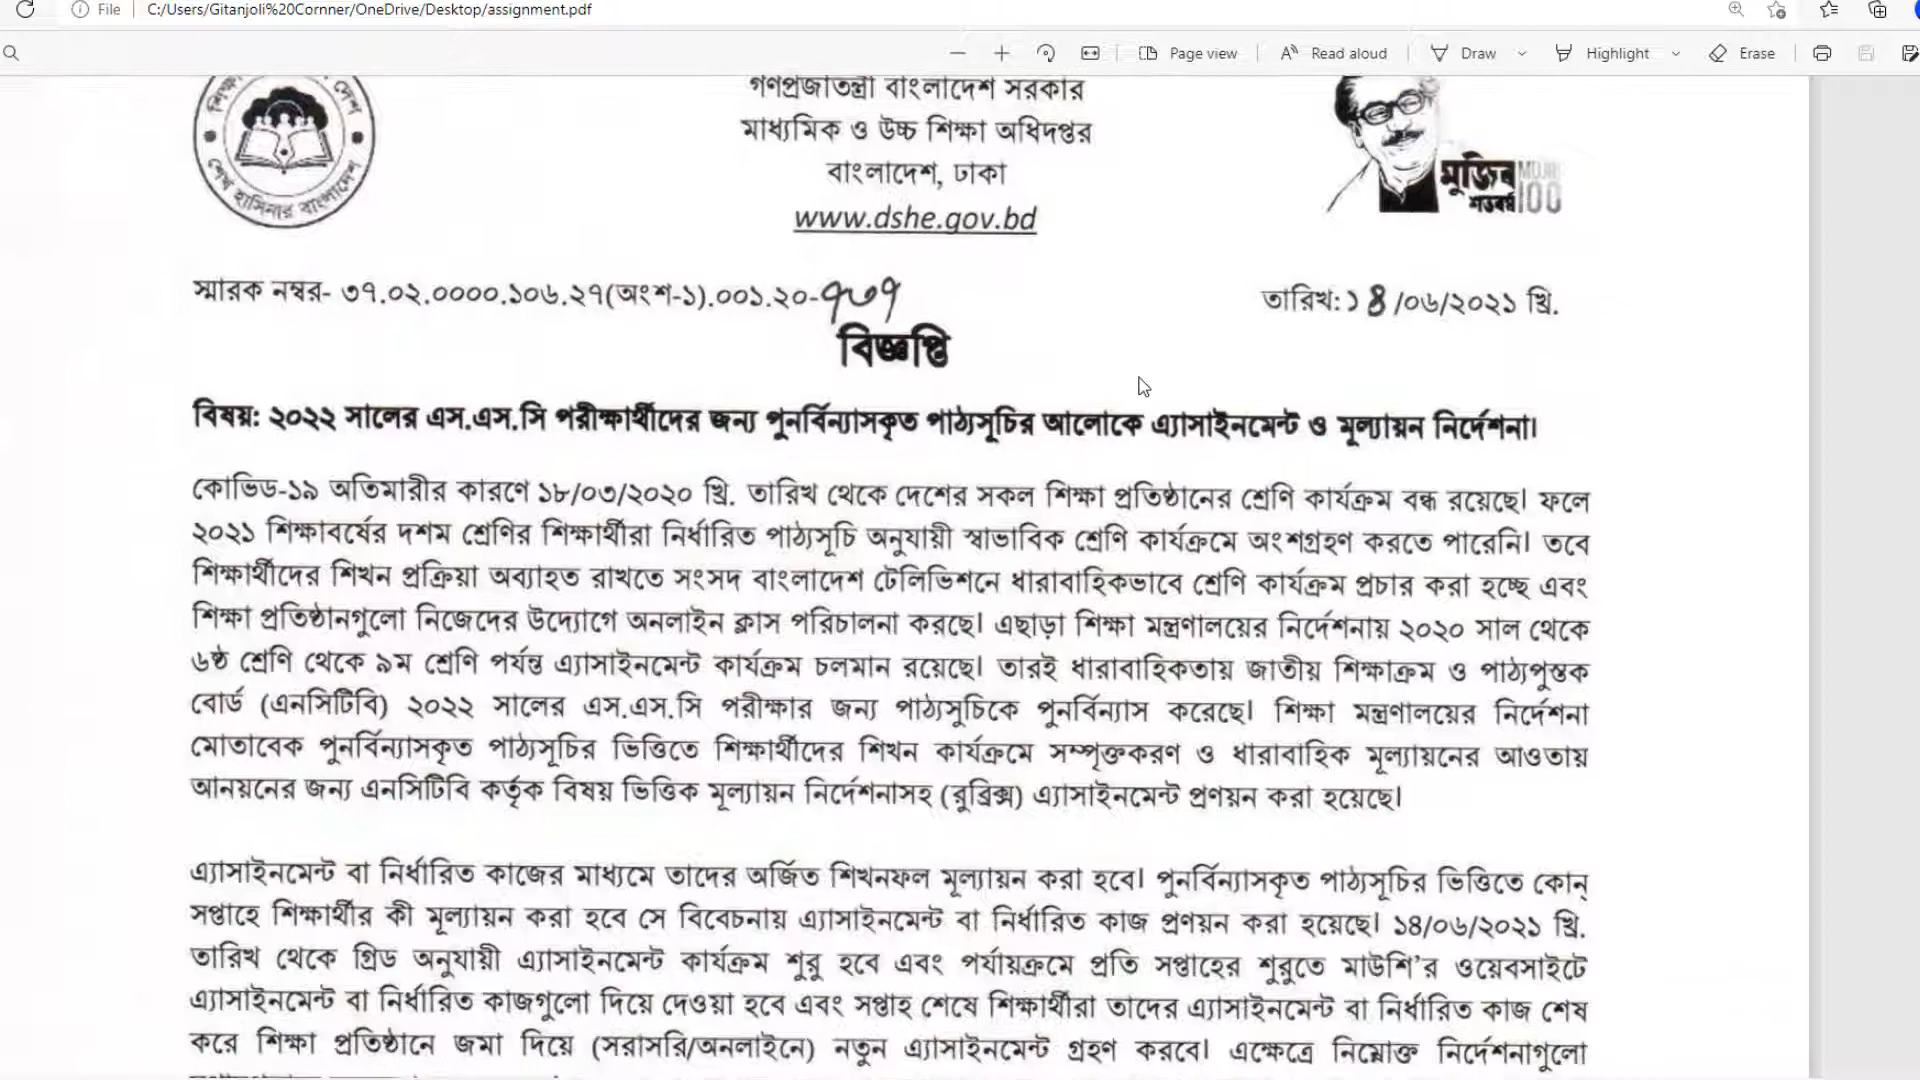 File C:/Users/Gitanjoli%20Cornner/OneDrive/Desktop/assignment.pdf
Page view Read aloud Draw Highlight Erase
শেখ হাসিনার বাংলাদেশ
গণপ্রজাতন্ত্রী বাংলাদেশ সরকার
মাধ্যমিক ও উচ্চ শিক্ষা অধিদপ্তর
বাংলাদেশ, ঢাকা
www.dshe.gov.bd
মুজিব
শতবর্ষ 100
স্মারক নম্বর- ৩৭.০২.০০০০.১০৬.২৭(অংশ-১).০০১.২০-৭৩৭ তারিখ:১৪/০৬/২০২১ খ্রি.
বিজ্ঞপ্তি
বিষয়: ২০২২ সালের এস.এস.সি পরীক্ষার্থীদের জন্য পুনর্বিন্যাসকৃত পাঠ্যসূচির আলোকে এ্যাসাইনমেন্ট ও মূল্যায়ন নির্দেশনা।
কোভিড-১৯ অতিমারীর কারণে ১৮/০৩/২০২০ খ্রি. তারিখ থেকে দেশের সকল শিক্ষা প্রতিষ্ঠানের শ্রেণি কার্যক্রম বন্ধ রয়েছে। ফলে
২০২১ শিক্ষাবর্ষের দশম শ্রেণির শিক্ষার্থীরা নির্ধারিত পাঠ্যসূচি অনুযায়ী স্বাভাবিক শ্রেণি কার্যক্রমে অংশগ্রহণ করতে পারেনি। তবে
শিক্ষার্থীদের শিখন প্রক্রিয়া অব্যাহত রাখতে সংসদ বাংলাদেশ টেলিভিশনে ধারাবাহিকভাবে শ্রেণি কার্যক্রম প্রচার করা হচ্ছে এবং
শিক্ষা প্রতিষ্ঠানগুলো নিজেদের উদ্যোগে অনলাইন ক্লাস পরিচালনা করছে। এছাড়া শিক্ষা মন্ত্রণালয়ের নির্দেশনায় ২০২০ সাল থেকে
৬ষ্ঠ শ্রেণি থেকে ৯ম শ্রেণি পর্যন্ত এ্যাসাইনমেন্ট কার্যক্রম চলমান রয়েছে। তারই ধারাবাহিকতায় জাতীয় শিক্ষাক্রম ও পাঠ্যপুস্তক
বোর্ড (এনসিটিবি) ২০২২ সালের এস.এস.সি পরীক্ষার জন্য পাঠ্যসুচিকে পুনর্বিন্যাস করেছে। শিক্ষা মন্ত্রণালয়ের নির্দেশনা
মোতাবেক পুনর্বিন্যাসকৃত পাঠ্যসূচির ভিত্তিতে শিক্ষার্থীদের শিখন কার্যক্রমে সম্পৃক্তকরণ ও ধারাবাহিক মূল্যায়নের আওতায়
আনয়নের জন্য এনসিটিবি কর্তৃক বিষয় ভিত্তিক মূল্যায়ন নির্দেশনাসহ (রুব্রিক্স) এ্যাসাইনমেন্ট প্রণয়ন করা হয়েছে।
এ্যাসাইনমেন্ট বা নির্ধারিত কাজের মাধ্যমে তাদের অর্জিত শিখনফল মূল্যায়ন করা হবে। পুনর্বিন্যাসকৃত পাঠ্যসূচির ভিত্তিতে কোন্
সপ্তাহে শিক্ষার্থীর কী মূল্যায়ন করা হবে সে বিবেচনায় এ্যাসাইনমেন্ট বা নির্ধারিত কাজ প্রণয়ন করা হয়েছে। ১৪/০৬/২০২১ খ্রি.
তারিখ থেকে গ্রিড অনুযায়ী এ্যাসাইনমেন্ট কার্যক্রম শুরু হবে এবং পর্যায়ক্রমে প্রতি সপ্তাহের শুরুতে মাউশি'র ওয়েবসাইটে
এ্যাসাইনমেন্ট বা নির্ধারিত কাজগুলো দিয়ে দেওয়া হবে এবং সপ্তাহ শেষে শিক্ষার্থীরা তাদের এ্যাসাইনমেন্ট বা নির্ধারিত কাজ শেষ
করে শিক্ষা প্রতিষ্ঠানে জমা দিয়ে (সরাসরি/অনলাইনে) নতুন এ্যাসাইনমেন্ট গ্রহণ করবে। এক্ষেত্রে নিম্নোক্ত নির্দেশনাগুলো